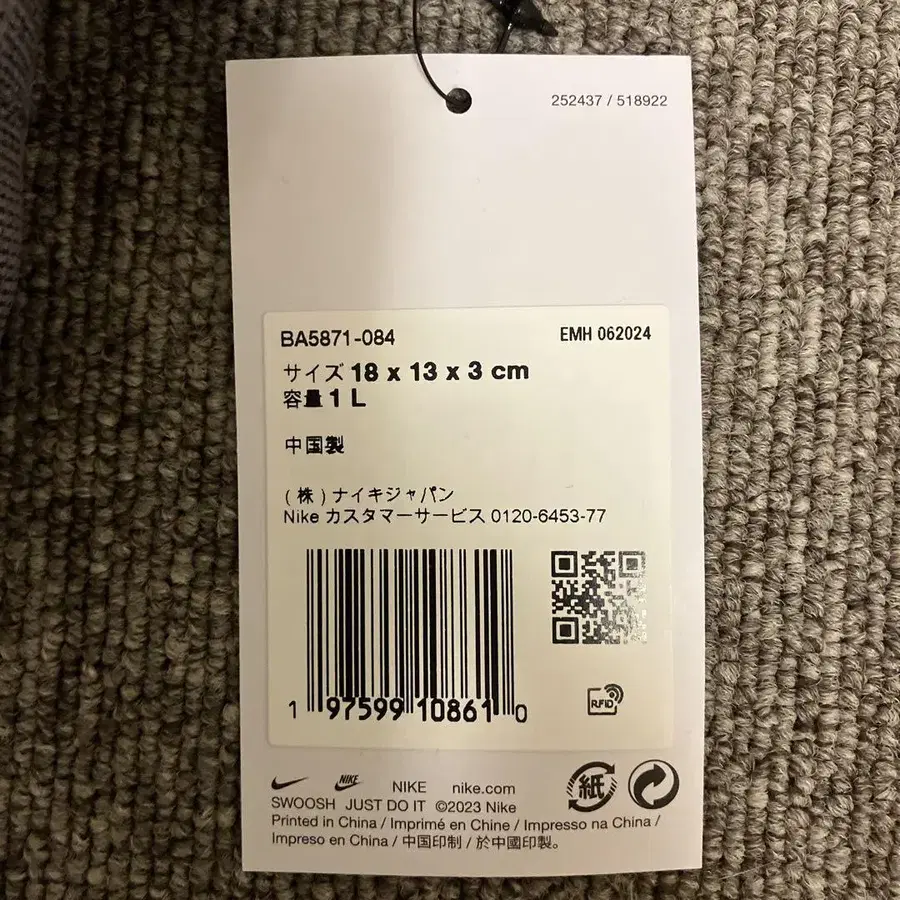 252437 / 518922
BA5871-084
EMH 062024
サイズ 18 x 13 x 3 cm
容量 1 L
中国製
(株)ナイキジャパン
Nike カスタマーサービス 0120-6453-77
1 97599 10861 0
RFID
NIKE NIKE nike.com
紙
SWOOSH JUST DO IT ©2023 Nike
Printed in China / Imprimé en Chine / Impresso na China /
Impreso en China / 中国印制 / 於中國印製。